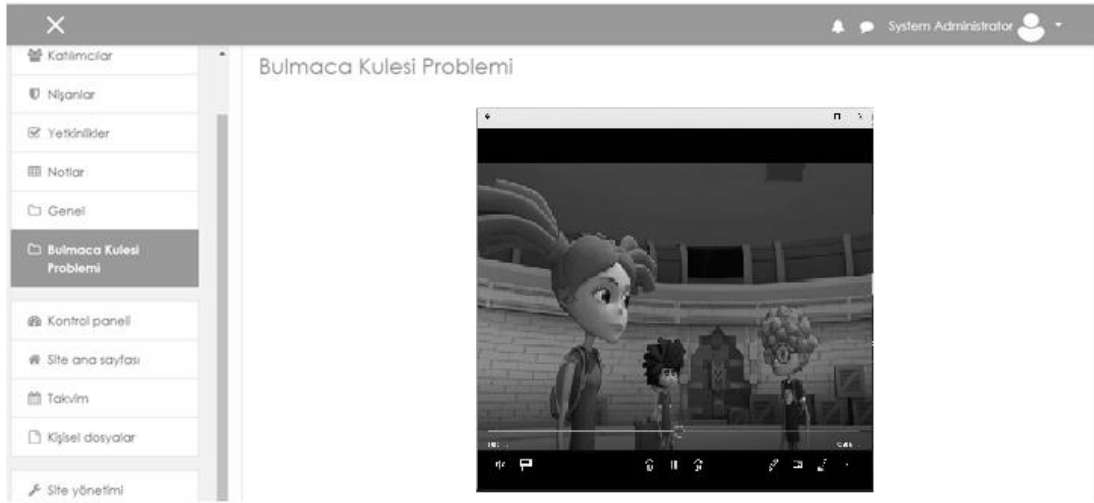 System Administrator
Katılımcılar
Nişanlar
Yetkinlikler
Notlar
Genel
Bulmaca Kulesi
Problemi
Kontrol paneli
Site ana sayfası
Takvim
Kişisel dosyalar
Site yönetimi
Bulmaca Kulesi Problemi